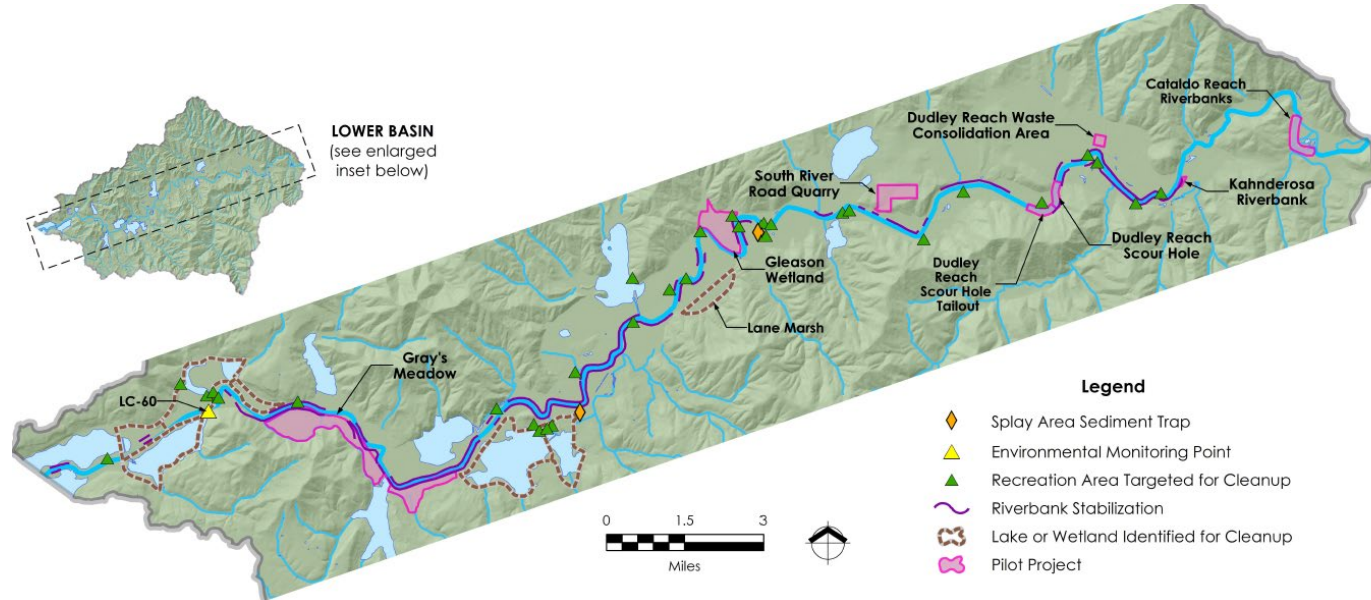 LOWER BASIN
(see enlarged
inset below)
Cataldo Reach
Riverbanks
Dudley Reach Waste
Consolidation Area
South River
Road Quarry
Kahnderosa
Riverbank
Dudley Reach
Scour Hole
Dudley
Reach
Scour Hole
Tailout
Gleason
Wetland
Lane Marsh
Gray's
Meadow
LC-60
0 1.5 3
Miles
Legend
Splay Area Sediment Trap
Environmental Monitoring Point
Recreation Area Targeted for Cleanup
Riverbank Stabilization
Lake or Wetland Identified for Cleanup
Pilot Project